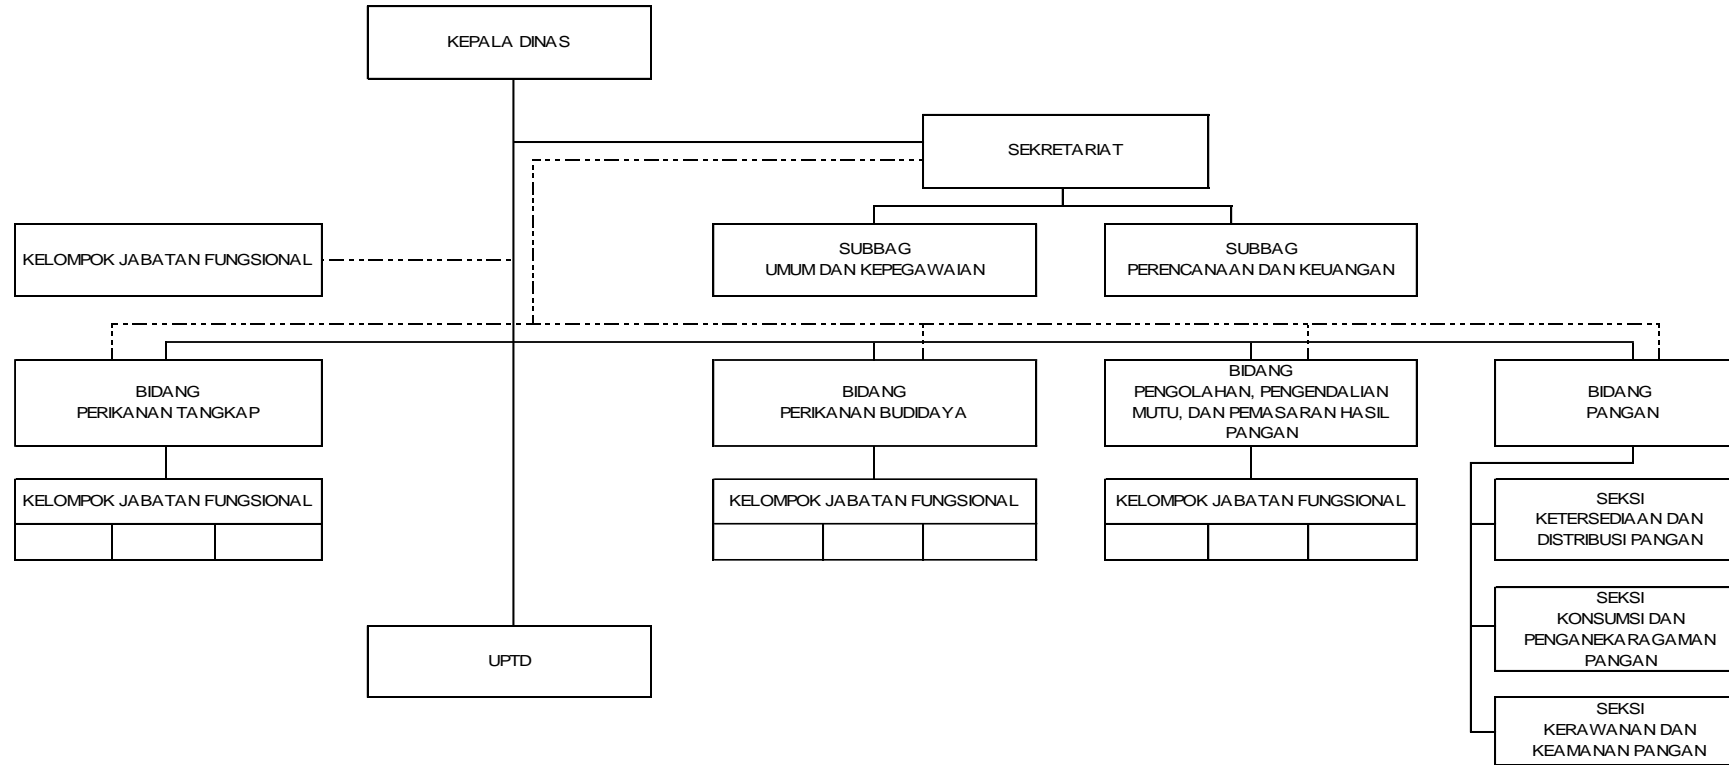 KEPALA DINAS
SEKRETARIAT
KELOMPOK JABATAN FUNGSIONAL
SUBBAG
UMUM DAN KEPEGAWAIAN
SUBBAG
PERENCANAAN DAN KEUANGAN
BIDANG
PERIKANAN TANGKAP
BIDANG
PERIKANAN BUDIDAYA
BIDANG
PENGOLAHAN, PENGENDALIAN
MUTU, DAN PEMASARAN HASIL
PANGAN
BIDANG
PANGAN
KELOMPOK JABATAN FUNGSIONAL
KELOMPOK JABATAN FUNGSIONAL
KELOMPOK JABATAN FUNGSIONAL
SEKSI
KETERSEDIAAN DAN
DISTRIBUSI PANGAN
SEKSI
KONSUMSI DAN
PENGANEKARAGAMAN
PANGAN
UPTD
SEKSI
KERAWANAN DAN
KEAMANAN PANGAN